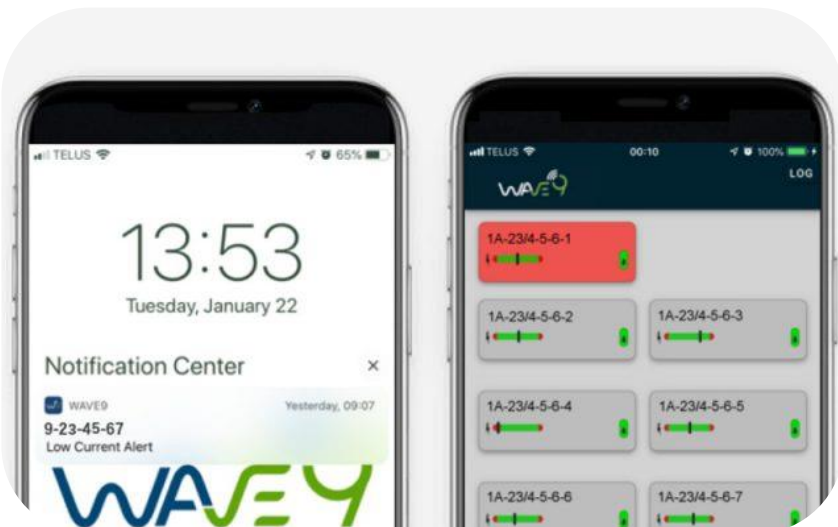 TELUS
65%
13:53
Tuesday, January 22
Notification Center ×
WAVE9
Yesterday, 09:07
9-23-45-67
Low Current Alert
WAVE9
TELUS
00:10
100%
LOG
WAVE9
1A-23/4-5-6-1
1A-23/4-5-6-2
1A-23/4-5-6-3
1A-23/4-5-6-4
1A-23/4-5-6-5
1A-23/4-5-6-6
1A-23/4-5-6-7